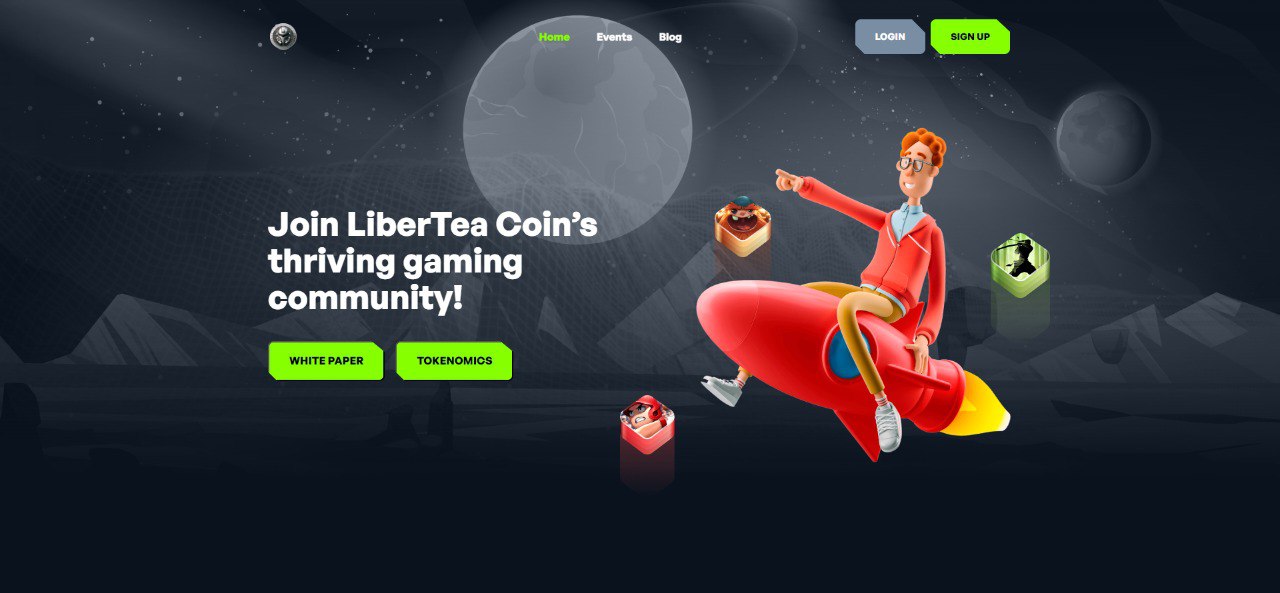 Home Events Blog LOGIN SIGN UP
Join LiberTea Coin’s
thriving gaming
community!
WHITE PAPER TOKENOMICS